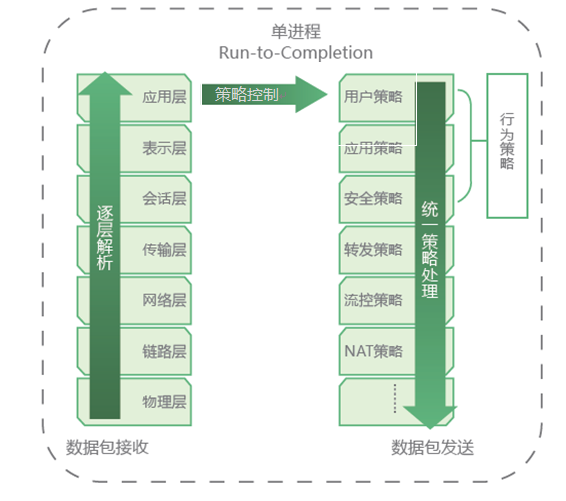 单进程
Run-to-Completion
应用层
表示层
会话层
传输层
网络层
链路层
物理层
逐层解析
数据包接收
策略控制
用户策略
应用策略
安全策略
转发策略
流控策略
NAT策略
统一策略处理
行为策略
数据包发送